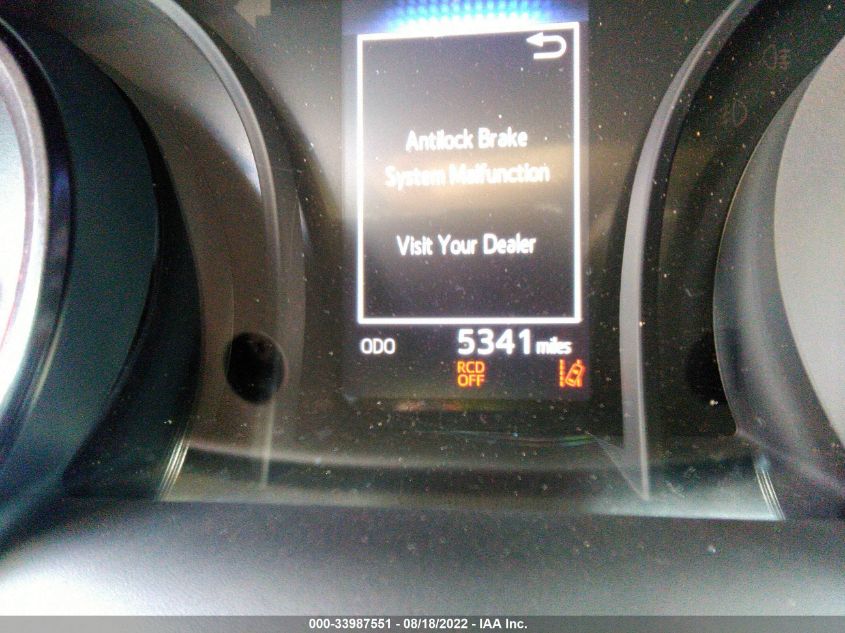 Antilock Brake
System Malfunction
Visit Your Dealer
ODO 5341 miles
RCD
OFF
000-33987551 - 08/18/2022 - IAA Inc.